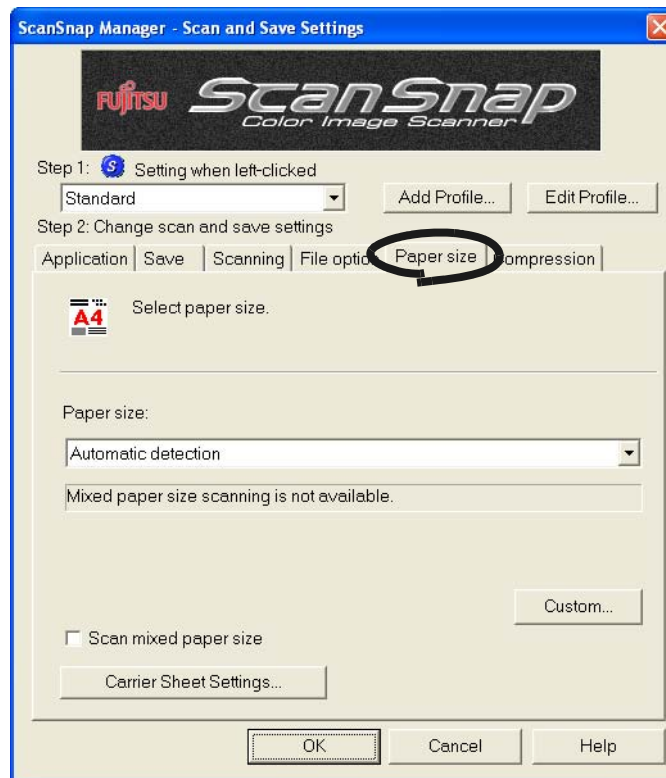 ScanSnap Manager - Scan and Save Settings
FUJITSU ScanSnap
Color Image Scanner
Step 1: S Setting when left-clicked
Standard Add Profile... Edit Profile...
Step 2: Change scan and save settings
Application Save Scanning File option Paper size Compression
A4 Select paper size.
Paper size:
Automatic detection
Mixed paper size scanning is not available.
Custom...
Scan mixed paper size
Carrier Sheet Settings...
OK Cancel Help